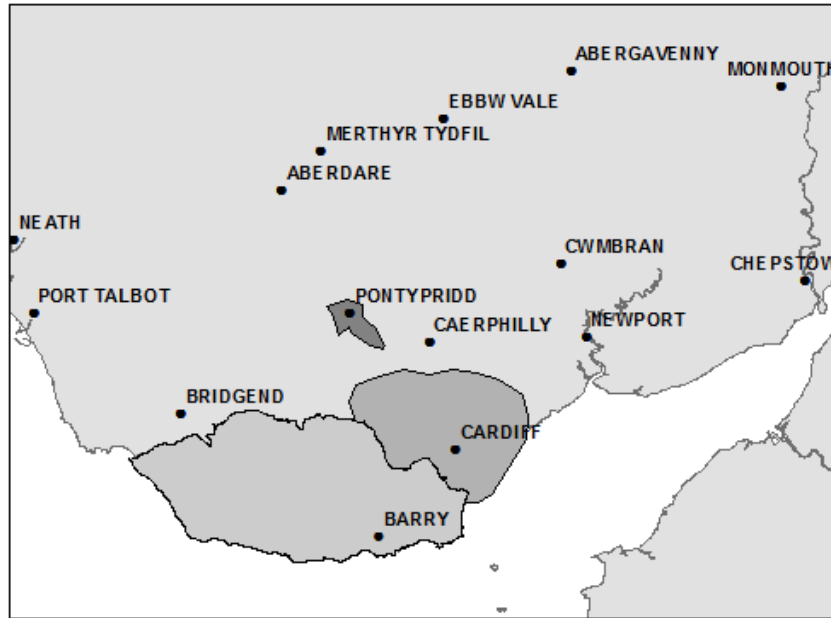 ABERGAVENNY
MONMOUTH
EBBW VALE
MERTHYR TYDFIL
ABERDARE
NEATH
CWMBRAN
CHEPSTOW
PORT TALBOT
PONTYPRIDD
NEWPORT
CAERPHILLY
BRIDGEND
CARDIFF
BARRY